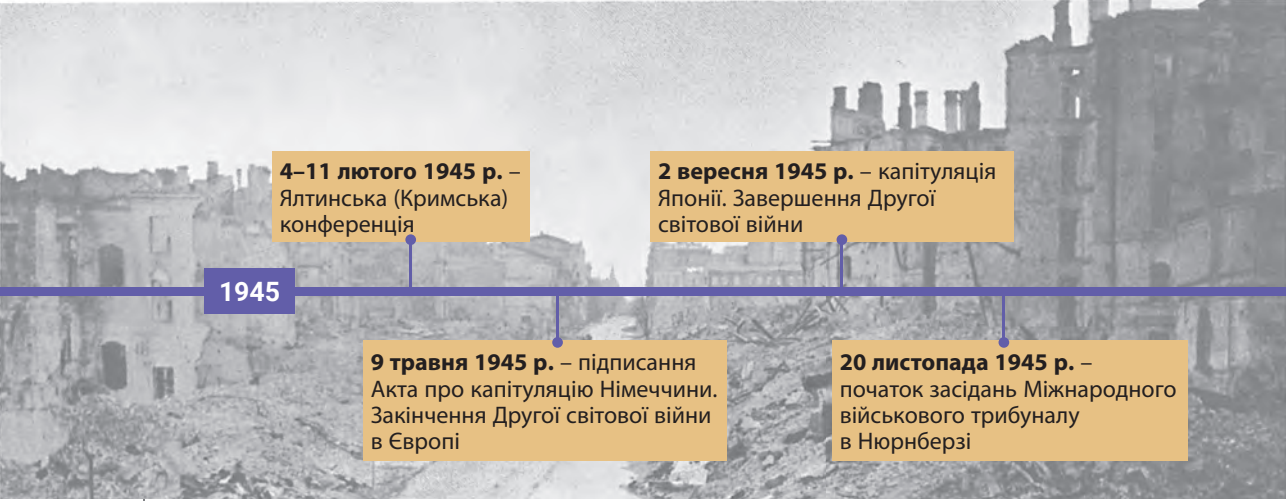 4–11 лютого 1945 р. –
Ялтинська (Кримська)
конференція
2 вересня 1945 р. – капітуляція
Японії. Завершення Другої
світової війни
1945
9 травня 1945 р. – підписання
Акта про капітуляцію Німеччини.
Закінчення Другої світової війни
в Європі
20 листопада 1945 р. –
початок засідань Міжнародного
військового трибуналу
в Нюрнберзі